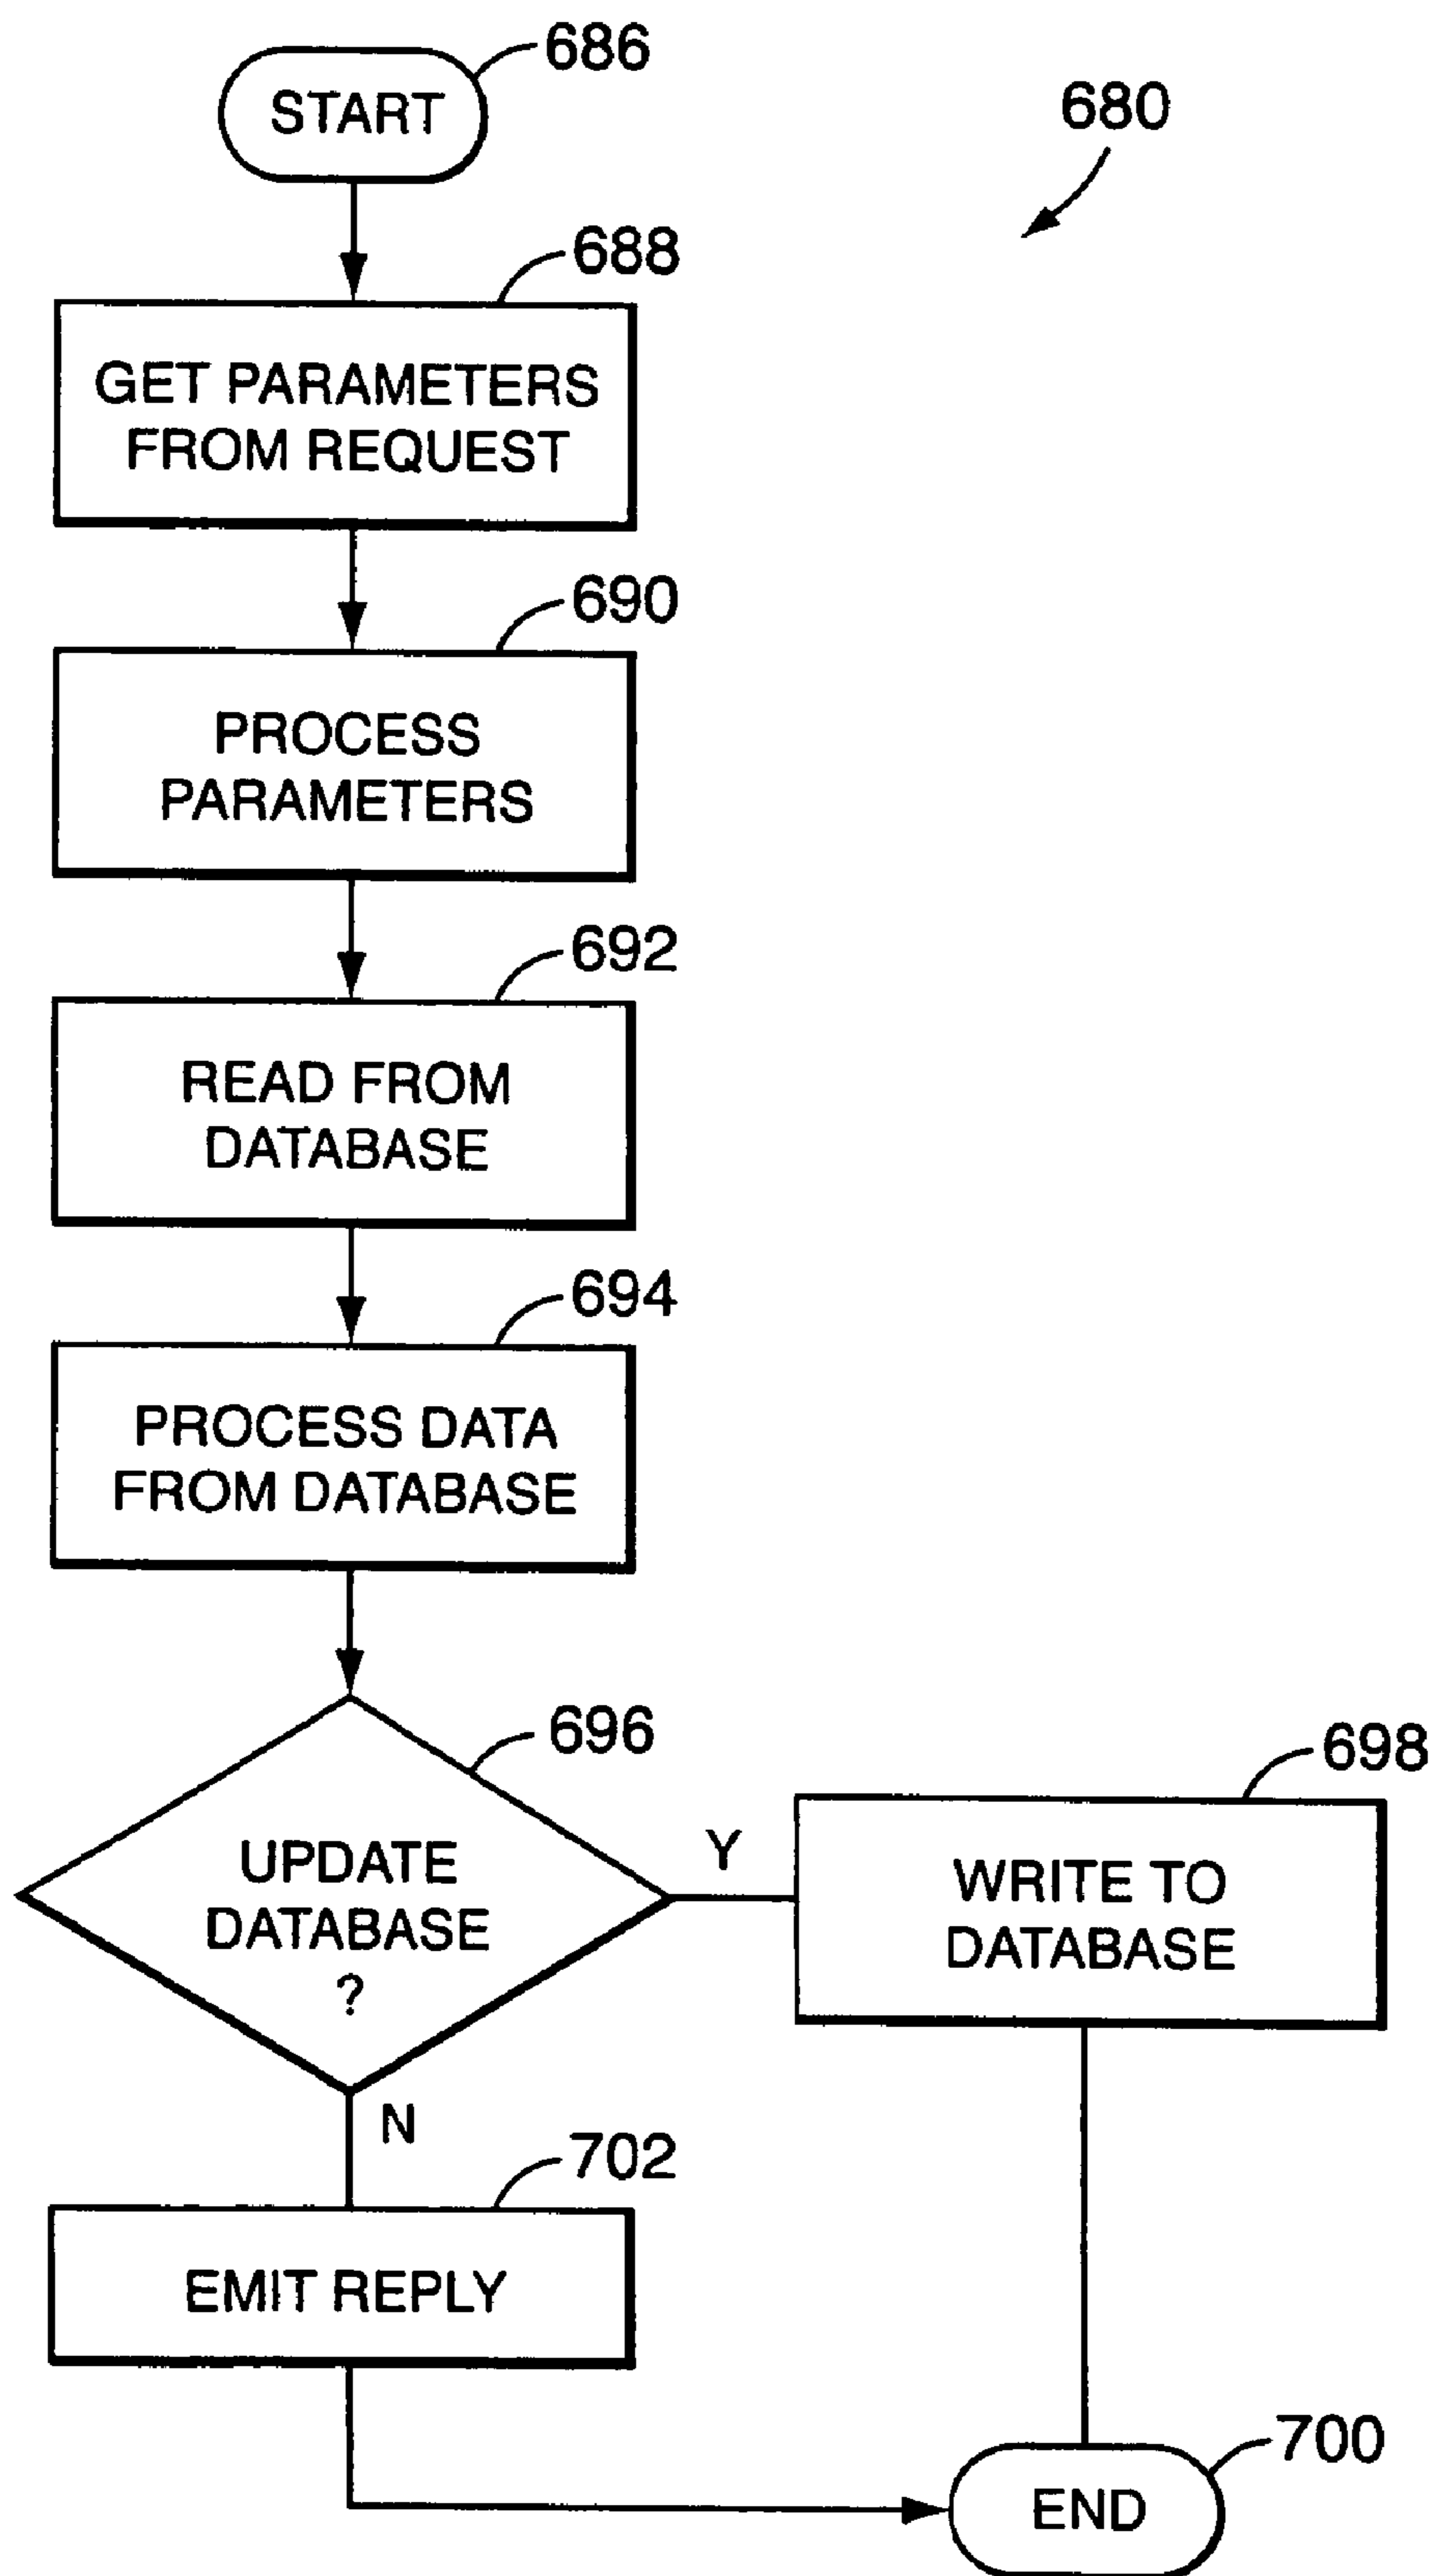 686
START
680
688
GET PARAMETERS
FROM REQUEST
690
PROCESS
PARAMETERS
692
READ FROM
DATABASE
694
PROCESS DATA
FROM DATABASE
696
UPDATE
DATABASE
?
Y
698
WRITE TO
DATABASE
N
702
EMIT REPLY
700
END